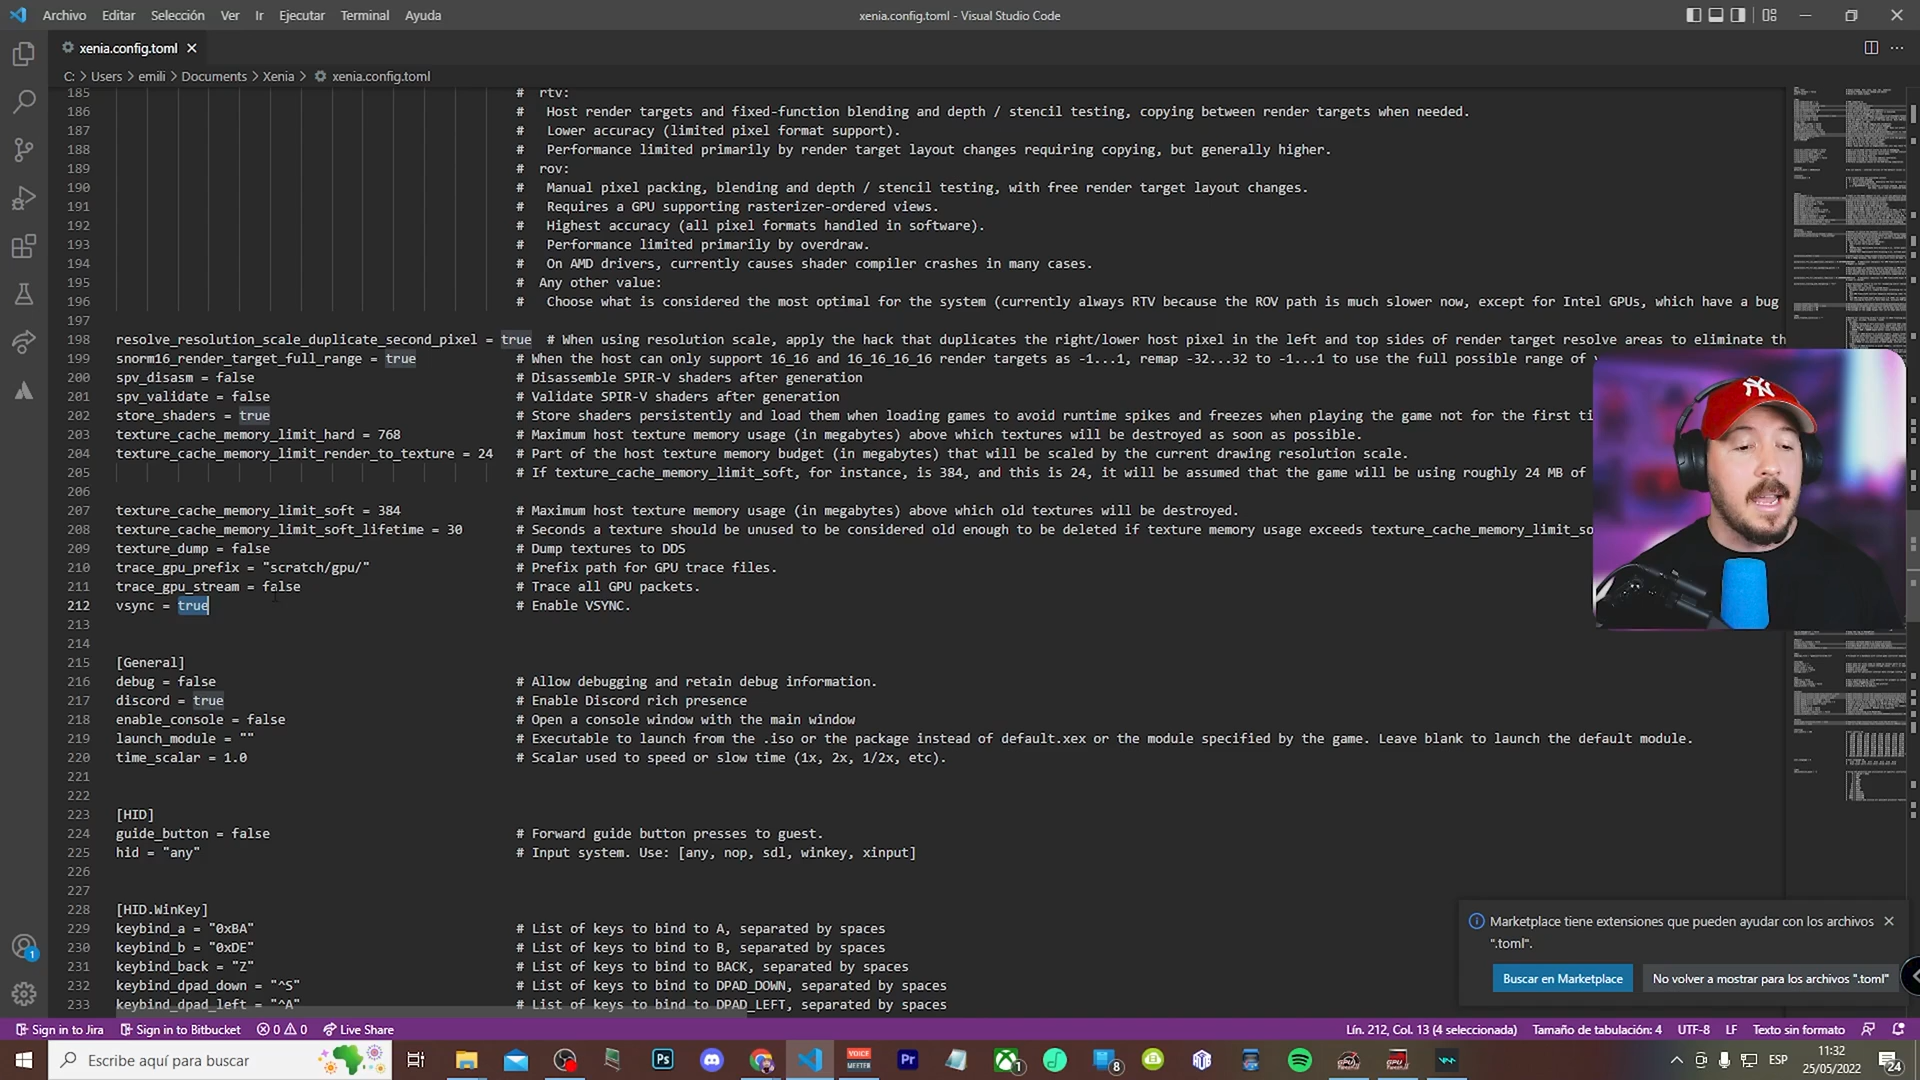 Archivo Editar Selección Ver Ir Ejecutar Terminal Ayuda
xenia.config.toml - Visual Studio Code
xenia.config.toml
C: > Users > emili > Documents > Xenia > xenia.config.toml
185 # rtv:
186 # Host render targets and fixed-function blending and depth / stencil testing, copying between render targets when needed.
187 # Lower accuracy (limited pixel format support).
188 # Performance limited primarily by render target layout changes requiring copying, but generally higher.
189 # rov:
190 # Manual pixel packing, blending and depth / stencil testing, with free render target layout changes.
191 # Requires a GPU supporting rasterizer-ordered views.
192 # Highest accuracy (all pixel formats handled in software).
193 # Performance limited primarily by overdraw.
194 # On AMD drivers, currently causes shader compiler crashes in many cases.
195 # Any other value:
196 # Choose what is considered the most optimal for the system (currently always RTV because the ROV path is much slower now, except for Intel GPUs, which have a bug
197
198 resolve_resolution_scale_duplicate_second_pixel = true # When using resolution scale, apply the hack that duplicates the right/lower host pixel in the left and top sides of render target resolve areas to eliminate th
199 snorm16_render_target_full_range = true # When the host can only support 16_16 and 16_16_16_16 render targets as -1...1, remap -32...32 to -1...1 to use the full possible range of
200 spv_disasm = false # Disassemble SPIR-V shaders after generation
201 spv_validate = false # Validate SPIR-V shaders after generation
202 store_shaders = true # Store shaders persistently and load them when loading games to avoid runtime spikes and freezes when playing the game not for the first ti
203 texture_cache_memory_limit_hard = 768 # Maximum host texture memory usage (in megabytes) above which textures will be destroyed as soon as possible.
204 texture_cache_memory_limit_render_to_texture = 24 # Part of the host texture memory budget (in megabytes) that will be scaled by the current drawing resolution scale.
205 # If texture_cache_memory_limit_soft, for instance, is 384, and this is 24, it will be assumed that the game will be using roughly 24 MB of
206
207 texture_cache_memory_limit_soft = 384 # Maximum host texture memory usage (in megabytes) above which old textures will be destroyed.
208 texture_cache_memory_limit_soft_lifetime = 30 # Seconds a texture should be unused to be considered old enough to be deleted if texture memory usage exceeds texture_cache_memory_limit_so
209 texture_dump = false # Dump textures to DDS
210 trace_gpu_prefix = "scratch/gpu/" # Prefix path for GPU trace files.
211 trace_gpu_stream = false # Trace all GPU packets.
212 vsync = true # Enable VSYNC.
213
214
215 [General]
216 debug = false # Allow debugging and retain debug information.
217 discord = true # Enable Discord rich presence
218 enable_console = false # Open a console window with the main window
219 launch_module = "" # Executable to launch from the .iso or the package instead of default.xex or the module specified by the game. Leave blank to launch the default module.
220 time_scalar = 1.0 # Scalar used to speed or slow time (1x, 2x, 1/2x, etc).
221
222
223 [HID]
224 guide_button = false # Forward guide button presses to guest.
225 hid = "any" # Input system. Use: [any, nop, sdl, winkey, xinput]
226
227
228 [HID.WinKey]
229 keybind_a = "0xBA" # List of keys to bind to A, separated by spaces
230 keybind_b = "0xDE" # List of keys to bind to B, separated by spaces
231 keybind_back = "Z" # List of keys to bind to BACK, separated by spaces
232 keybind_dpad_down = "^S" # List of keys to bind to DPAD_DOWN, separated by spaces
233 keybind_dpad_left = "^A" # List of keys to bind to DPAD_LEFT, separated by spaces
Marketplace tiene extensiones que pueden ayudar con los archivos
".toml".
Buscar en Marketplace No volver a mostrar para los archivos ".toml"
1
Sign in to Jira Sign in to Bitbucket 0 0 Live Share Lín. 212, Col. 13 (4 seleccionada) Tamaño de tabulación: 4 UTF-8 LF Texto sin formato
Escribe aquí para buscar Ps VOICE MEETER Pr 1 8 ESP 11:32
25/05/2022 24